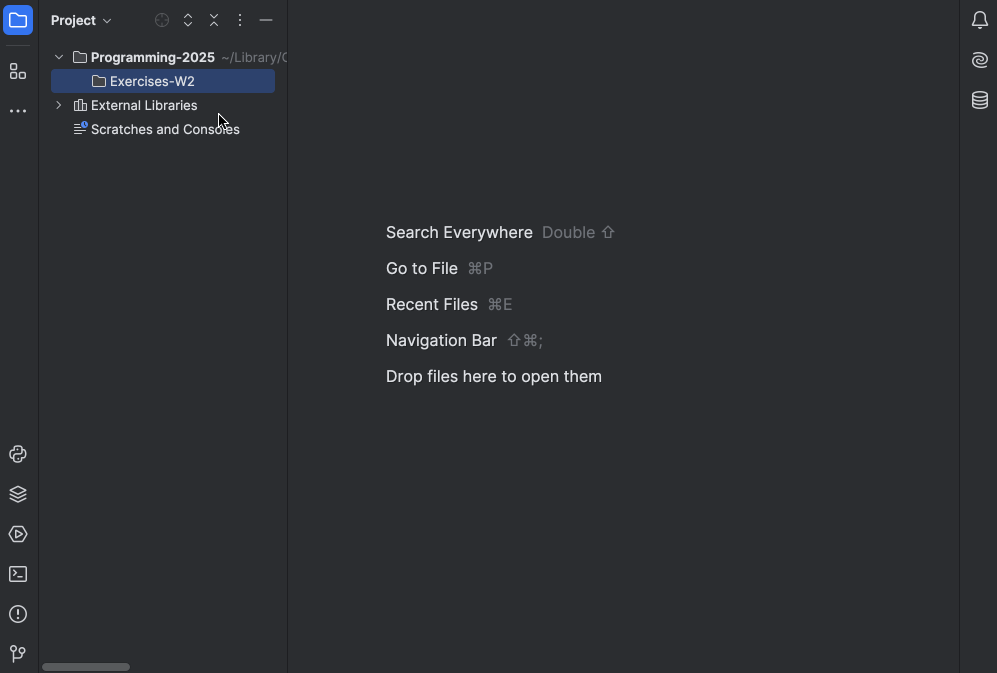 Project
Programming-2025 ~/Library/C
Exercises-W2
External Libraries
Scratches and Consoles
Search Everywhere Double ⇧
Go to File ⌘P
Recent Files ⌘E
Navigation Bar ⇧⌘;
Drop files here to open them